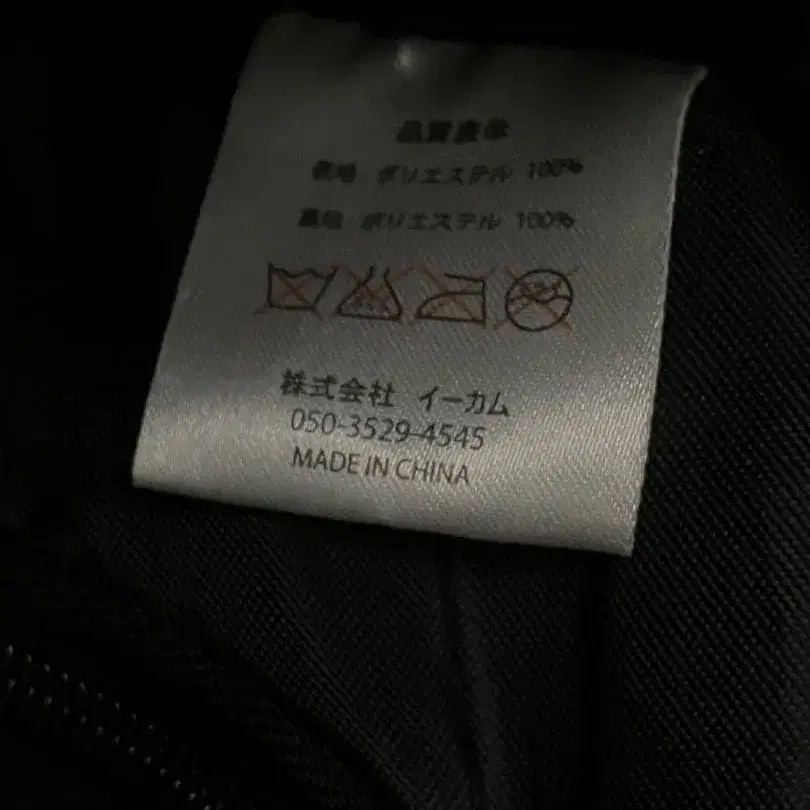 品質表示
表地 ポリエステル 100%
裏地 ポリエステル 100%
株式会社 イーカム
050-3529-4545
MADE IN CHINA